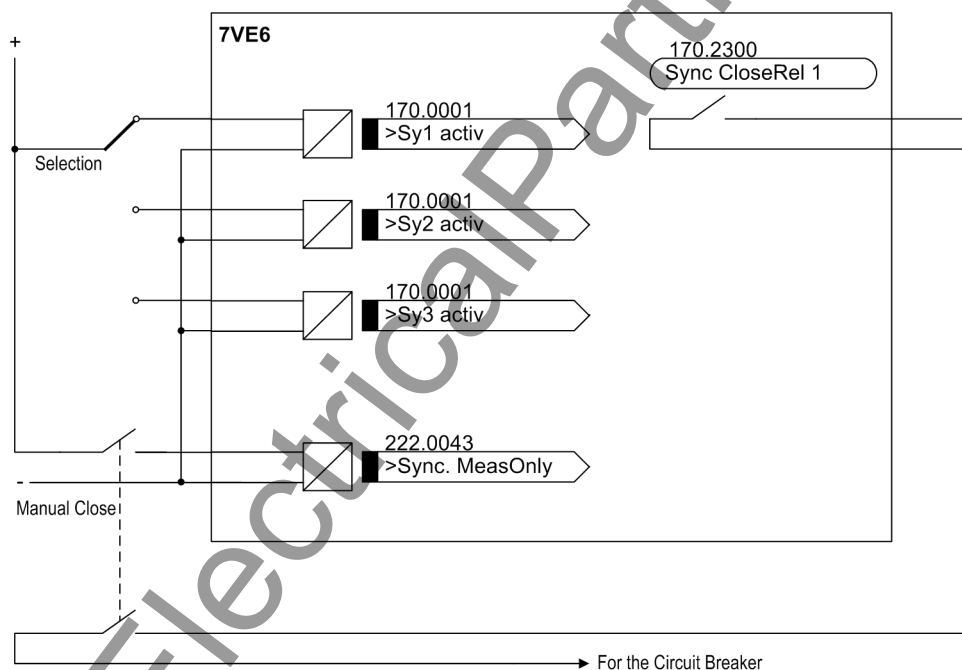 7VE6
+
170.2300
Sync CloseRel 1
170.0001
>Sy1 activ
Selection
170.0001
>Sy2 activ
170.0001
>Sy3 activ
222.0043
>Sync. MeasOnly
-
Manual Close
For the Circuit Breaker
ElectricalPart